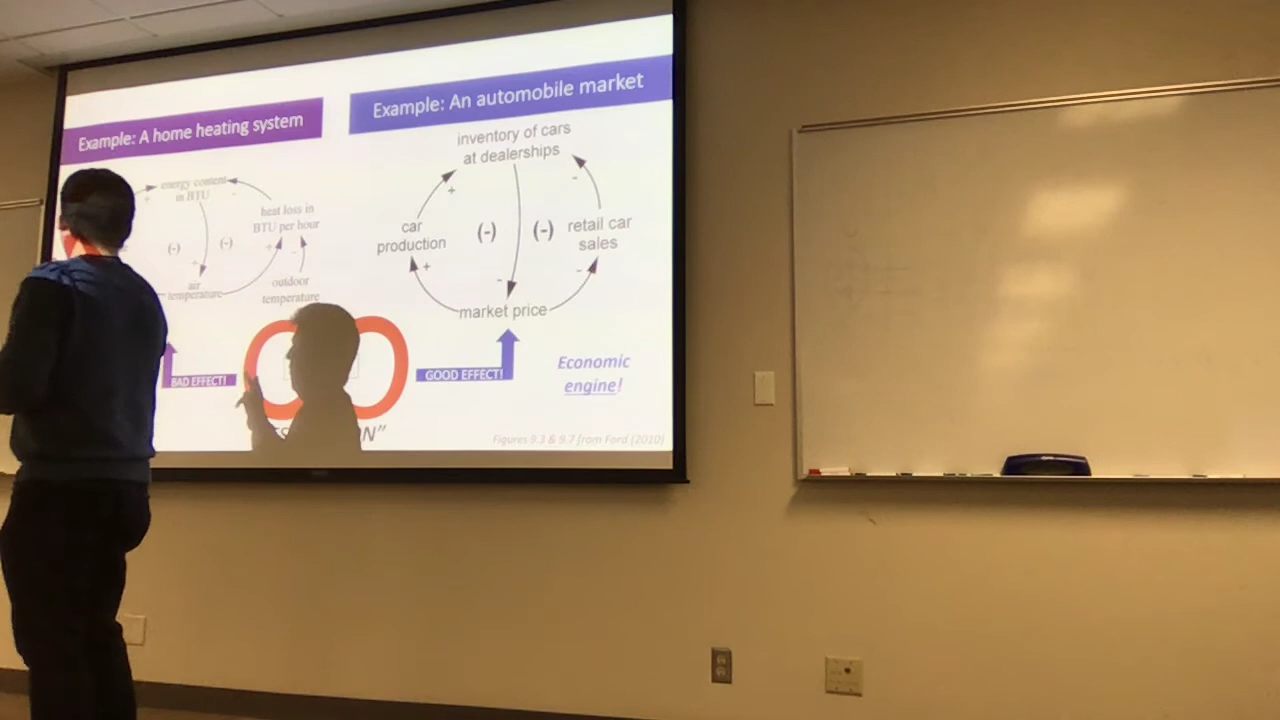 Example: A home heating system
energy content
in BTU
+
-
heat loss in
BTU per hour
(-)
(-)
+
+
-
air
temperature
outdoor
temperature
BAD EFFECT!
Example: An automobile market
inventory of cars
at dealerships
+
-
car
production
(-)
(-)
retail car
sales
+
-
-
market price
GOOD EFFECT!
Economic
engine!
Figures 9.3 & 9.7 from Ford (2010)